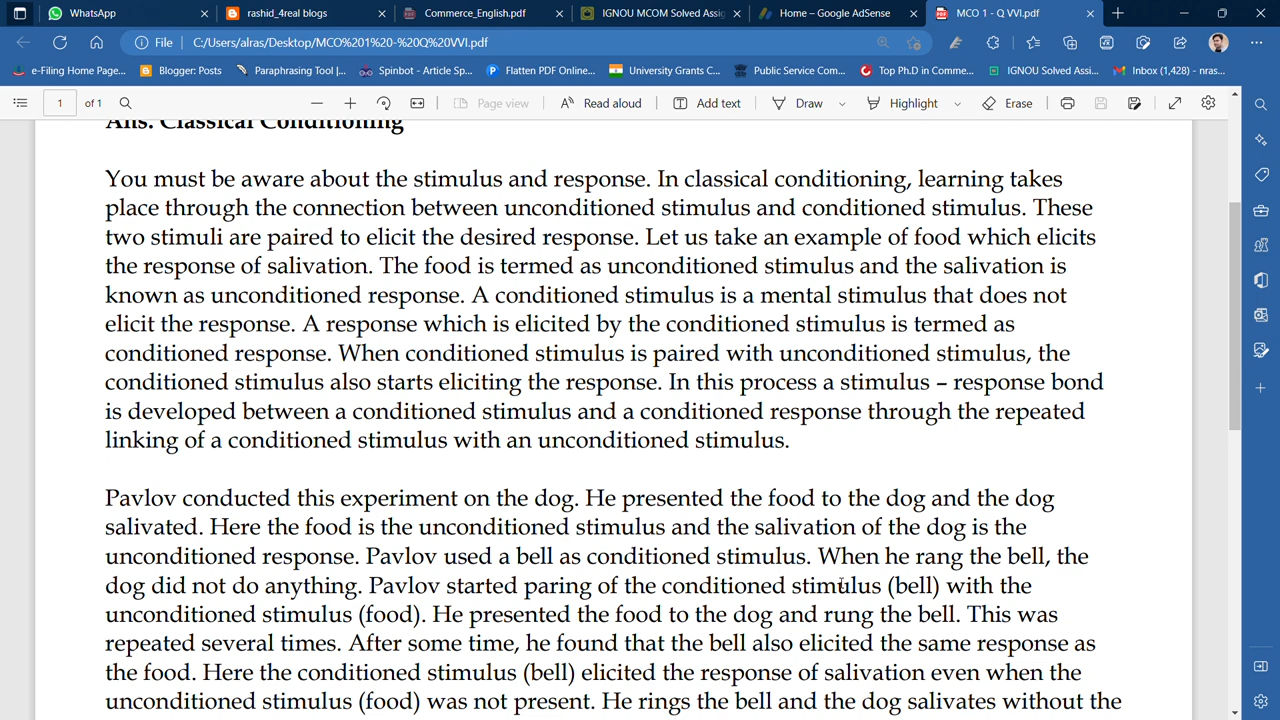 WhatsApp
rashid_4real blogs
Commerce_English.pdf
IGNOU MCOM Solved Assig
Home – Google AdSense
MCO 1 - Q VVI.pdf
File
C:/Users/alras/Desktop/MCO%201%20-%20Q%20VVI.pdf
e-Filing Home Page...
Blogger: Posts
Paraphrasing Tool |...
Spinbot - Article Sp...
Flatten PDF Online...
University Grants C...
Public Service Com...
Top Ph.D in Comme...
IGNOU Solved Assi...
Inbox (1,428) - nras...
1 of 1
Page view
Read aloud
Add text
Draw
Highlight
Erase
Ans. Classical Conditioning
You must be aware about the stimulus and response. In classical conditioning, learning takes
place through the connection between unconditioned stimulus and conditioned stimulus. These
two stimuli are paired to elicit the desired response. Let us take an example of food which elicits
the response of salivation. The food is termed as unconditioned stimulus and the salivation is
known as unconditioned response. A conditioned stimulus is a mental stimulus that does not
elicit the response. A response which is elicited by the conditioned stimulus is termed as
conditioned response. When conditioned stimulus is paired with unconditioned stimulus, the
conditioned stimulus also starts eliciting the response. In this process a stimulus – response bond
is developed between a conditioned stimulus and a conditioned response through the repeated
linking of a conditioned stimulus with an unconditioned stimulus.
Pavlov conducted this experiment on the dog. He presented the food to the dog and the dog
salivated. Here the food is the unconditioned stimulus and the salivation of the dog is the
unconditioned response. Pavlov used a bell as conditioned stimulus. When he rang the bell, the
dog did not do anything. Pavlov started paring of the conditioned stimulus (bell) with the
unconditioned stimulus (food). He presented the food to the dog and rung the bell. This was
repeated several times. After some time, he found that the bell also elicited the same response as
the food. Here the conditioned stimulus (bell) elicited the response of salivation even when the
unconditioned stimulus (food) was not present. He rings the bell and the dog salivates without the